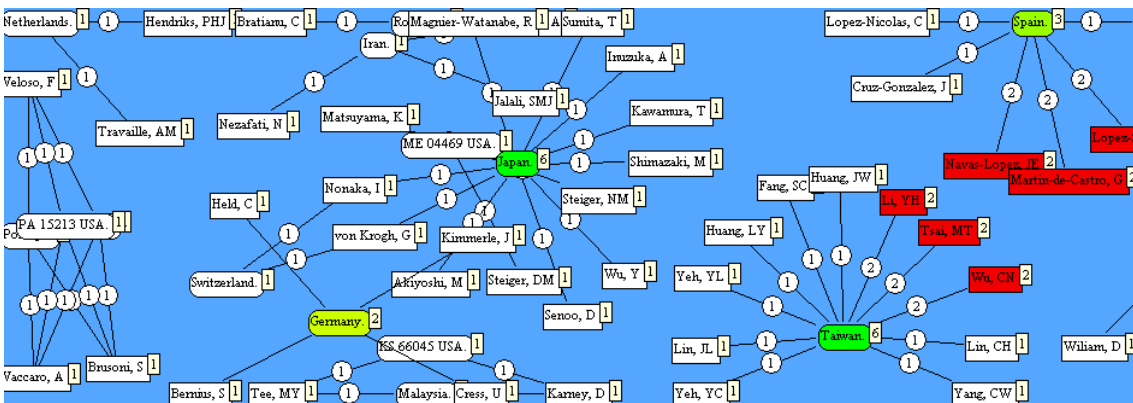 Netherlands. 1
Hendriks, PHJ
Bratianu, C 1
Ro
Magnier-Watanabe, R 1
A
Sumita, T 1
Lopez-Nicolas, C 1
Spain. 3
1
1
1
Iran. 1
Inuzuka, A 1
1
1
1
Veloso, F 1
1
1
1
Cruz-Gonzalez, J 1
2
2
2
Jalali, SMJ 1
Nezafati, N 1
Matsuyama, K 1
Kawamura, T 1
Travaille, AM 1
ME 04469 USA. 1
1
Lopez-
1
1
1
Japan. 6
1
Shimazaki, M 1
Navas-Lopez, JE 2
Martin-de-Castro, G 2
Nonaka, I 1
1
Steiger, NM 1
Fang, SC 1
Huang, JW 1
Li, YH 2
Held, C 1
1
PA 15213 USA. 1
Po
von Krogh, G 1
1
1
1
1
Kimmerle, J 1
Huang, LY 1
Tsai, MT 2
1
1
1
2
2
Switzerland. 1
Akiyoshi, M 1
Steiger, DM 1
Wu, Y 1
Yeh, YL 1
Wu, CN 2
1
1
1
1
Senoo, D 1
1
2
Germany. 2
Taiwan. 6
KS 66045 USA. 1
Lin, JL 1
1
1
Lin, CH 1
Wiliam, D 1
Vaccaro, A 1
Brusoni, S 1
1
1
1
1
Bernius, S 1
Tee, MY 1
1
Malaysia.
Cress, U 1
Karney, D 1
Yeh, YC 1
Yang, CW 1